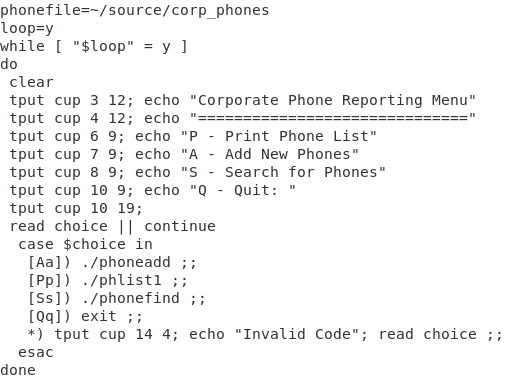 phonefile=~/source/corp_phones
loop=y
while [ "$loop" = y ]
do
 clear
 tput cup 3 12; echo "Corporate Phone Reporting Menu"
 tput cup 4 12; echo "=============================="
 tput cup 6 9; echo "P - Print Phone List"
 tput cup 7 9; echo "A - Add New Phones"
 tput cup 8 9; echo "S - Search for Phones"
 tput cup 10 9; echo "Q - Quit: "
 tput cup 10 19;
 read choice || continue
  case $choice in
   [Aa]) ./phoneadd ;;
   [Pp]) ./phlist1 ;;
   [Ss]) ./phonefind ;;
   [Qq]) exit ;;
   *) tput cup 14 4; echo "Invalid Code"; read choice ;;
  esac
done